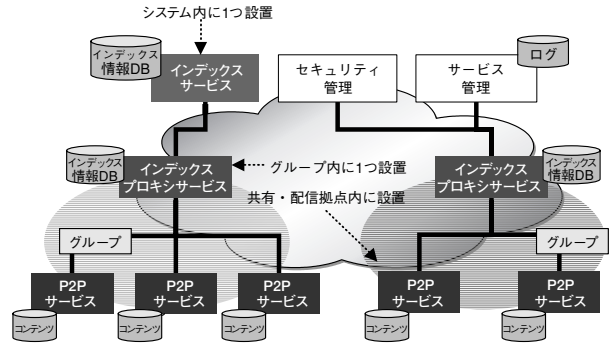 システム内に1つ設置
インデックス
情報DB
インデックス
サービス
セキュリティ
管理
サービス
管理
ログ
インデックス
情報DB
インデックス
プロキシサービス
グループ内に1つ設置
共有・配信拠点内に設置
インデックス
プロキシサービス
インデックス
情報DB
グループ
グループ
P2P
サービス
P2P
サービス
P2P
サービス
P2P
サービス
P2P
サービス
コンテンツ
コンテンツ
コンテンツ
コンテンツ
コンテンツ